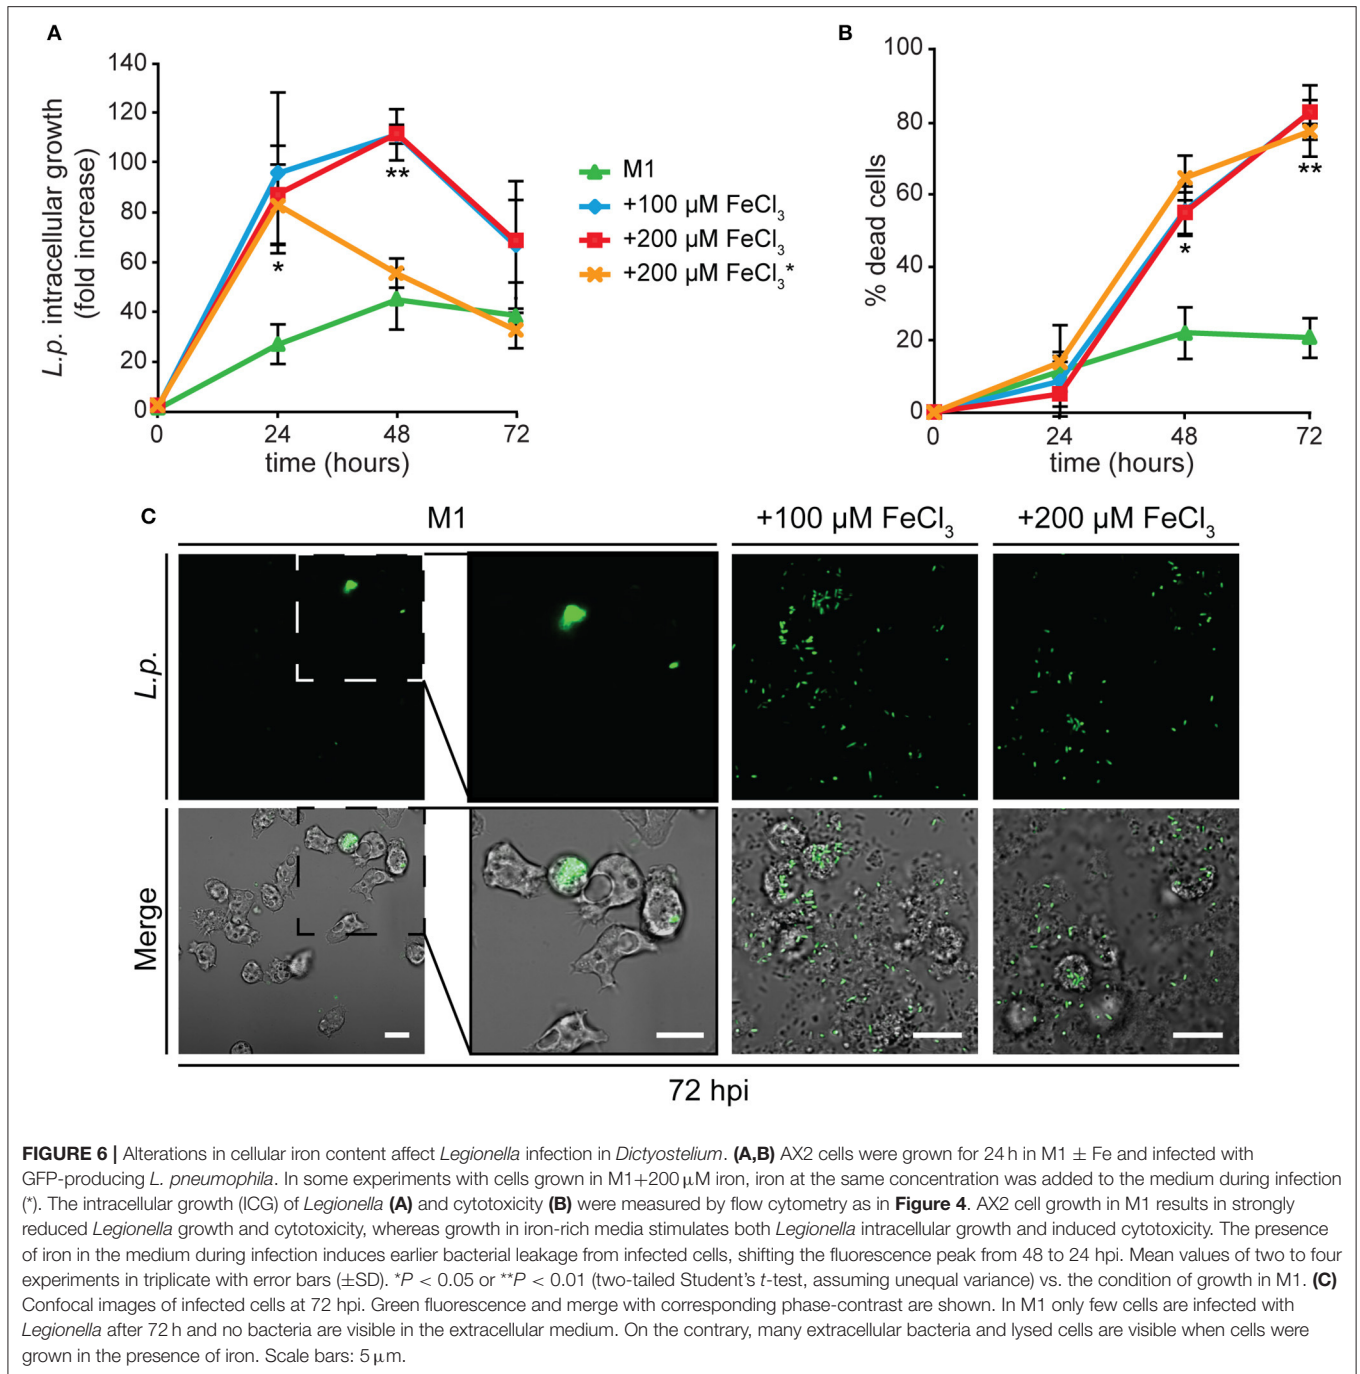 A
B
140
120
100
80
60
40
20
0
0 24 48 72
time (hours)
L.p. intracellular growth
(fold increase)
*
**
M1
+100 µM FeCl3
+200 µM FeCl3
+200 µM FeCl3*
100
80
60
40
20
0
0 24 48 72
time (hours)
% dead cells
*
**
C
M1
+100 µM FeCl3
+200 µM FeCl3
L.p.
Merge
72 hpi
FIGURE 6 | Alterations in cellular iron content affect Legionella infection in Dictyostelium. (A,B) AX2 cells were grown for 24 h in M1 ± Fe and infected with
GFP-producing L. pneumophila. In some experiments with cells grown in M1+200 µM iron, iron at the same concentration was added to the medium during infection
(*). The intracellular growth (ICG) of Legionella (A) and cytotoxicity (B) were measured by flow cytometry as in Figure 4. AX2 cell growth in M1 results in strongly
reduced Legionella growth and cytotoxicity, whereas growth in iron-rich media stimulates both Legionella intracellular growth and induced cytotoxicity. The presence
of iron in the medium during infection induces earlier bacterial leakage from infected cells, shifting the fluorescence peak from 48 to 24 hpi. Mean values of two to four
experiments in triplicate with error bars (±SD). *P < 0.05 or **P < 0.01 (two-tailed Student's t-test, assuming unequal variance) vs. the condition of growth in M1. (C)
Confocal images of infected cells at 72 hpi. Green fluorescence and merge with corresponding phase-contrast are shown. In M1 only few cells are infected with
Legionella after 72 h and no bacteria are visible in the extracellular medium. On the contrary, many extracellular bacteria and lysed cells are visible when cells were
grown in the presence of iron. Scale bars: 5 µm.